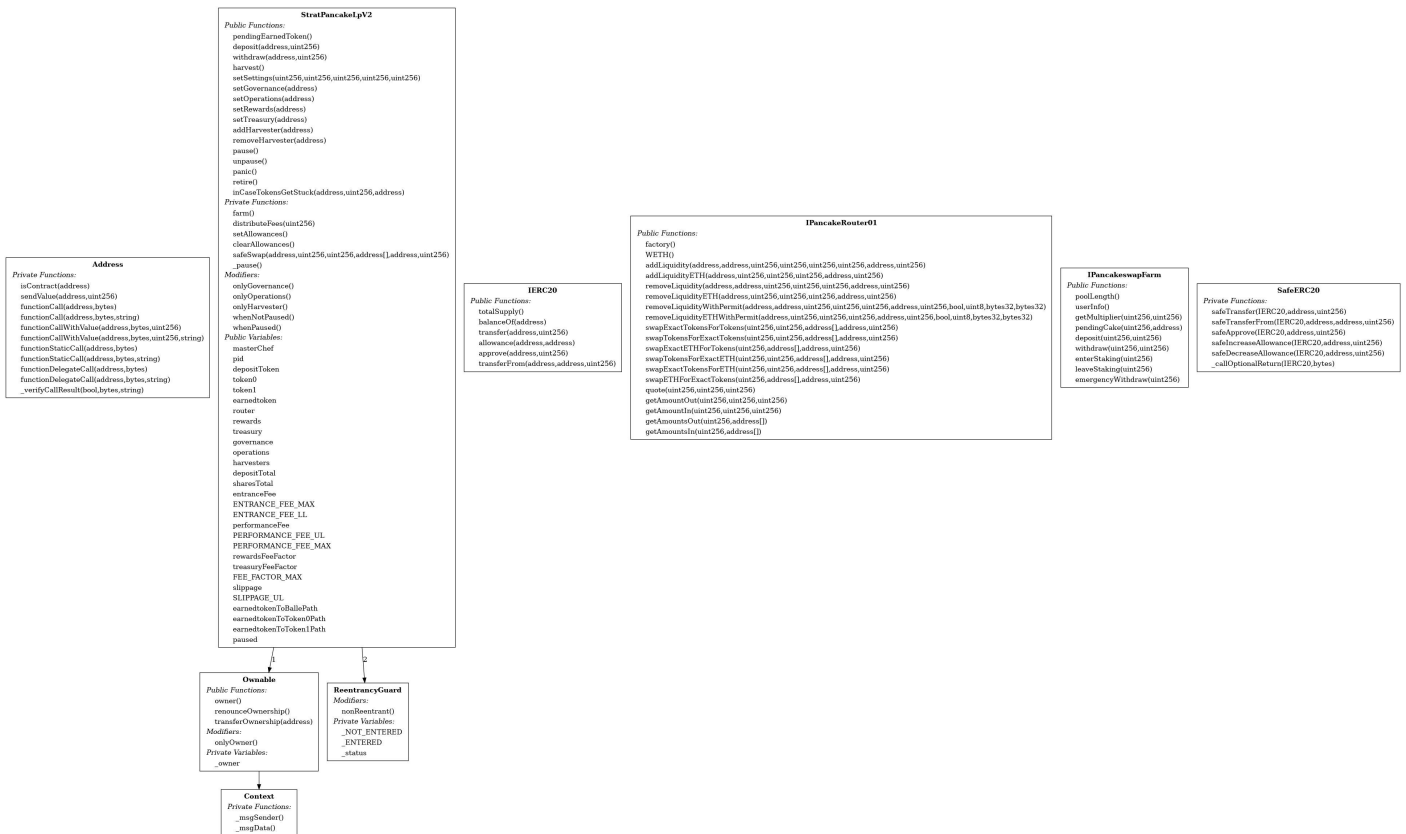 Address
Private Functions:
isContract(address)
sendValue(address,uint256)
functionCall(address,bytes)
functionCall(address,bytes,string)
functionCallWithValue(address,bytes,uint256)
functionCallWithValue(address,bytes,uint256,string)
functionStaticCall(address,bytes)
functionStaticCall(address,bytes,string)
functionDelegateCall(address,bytes)
functionDelegateCall(address,bytes,string)
_verifyCallResult(bool,bytes,string)
StratPancakeLpV2
Public Functions:
pendingEarnedToken()
deposit(address,uint256)
withdraw(address,uint256)
harvest()
setSettings(uint256,uint256,uint256,uint256,uint256)
setGovernance(address)
setOperations(address)
setRewards(address)
setTreasury(address)
addHarvester(address)
removeHarvester(address)
pause()
unpause()
panic()
retire()
inCaseTokensGetStuck(address,uint256,address)
Private Functions:
farm()
distributeFees(uint256)
setAllowances()
clearAllowances()
safeSwap(address,uint256,uint256,address[],address,uint256)
_pause()
Modifiers:
onlyGovernance()
onlyOperations()
onlyHarvester()
whenNotPaused()
whenPaused()
Public Variables:
masterChef
pid
depositToken
token0
token1
earnedtoken
router
rewards
treasury
governance
operations
harvesters
depositTotal
sharesTotal
entranceFee
ENTRANCE_FEE_MAX
ENTRANCE_FEE_LL
performanceFee
PERFORMANCE_FEE_UL
PERFORMANCE_FEE_MAX
rewardsFeeFactor
treasuryFeeFactor
FEE_FACTOR_MAX
slippage
SLIPPAGE_UL
earnedtokenToBallePath
earnedtokenToToken0Path
earnedtokenToToken1Path
paused
1
2
Ownable
Public Functions:
owner()
renounceOwnership()
transferOwnership(address)
Modifiers:
onlyOwner()
Private Variables:
_owner
ReentrancyGuard
Modifiers:
nonReentrant()
Private Variables:
_NOT_ENTERED
_ENTERED
_status
Context
Private Functions:
_msgSender()
_msgData()
IERC20
Public Functions:
totalSupply()
balanceOf(address)
transfer(address,uint256)
allowance(address,address)
approve(address,uint256)
transferFrom(address,address,uint256)
IPancakeRouter01
Public Functions:
factory()
WETH()
addLiquidity(address,address,uint256,uint256,uint256,uint256,address,uint256)
addLiquidityETH(address,uint256,uint256,uint256,address,uint256)
removeLiquidity(address,address,uint256,uint256,uint256,address,uint256)
removeLiquidityETH(address,uint256,uint256,uint256,address,uint256)
removeLiquidityWithPermit(address,address,uint256,uint256,uint256,address,uint256,bool,uint8,bytes32,bytes32)
removeLiquidityETHWithPermit(address,uint256,uint256,uint256,address,uint256,bool,uint8,bytes32,bytes32)
swapExactTokensForTokens(uint256,uint256,address[],address,uint256)
swapTokensForExactTokens(uint256,uint256,address[],address,uint256)
swapExactETHForTokens(uint256,address[],address,uint256)
swapTokensForExactETH(uint256,uint256,address[],address,uint256)
swapExactTokensForETH(uint256,uint256,address[],address,uint256)
swapETHForExactTokens(uint256,address[],address,uint256)
quote(uint256,uint256,uint256)
getAmountOut(uint256,uint256,uint256)
getAmountIn(uint256,uint256,uint256)
getAmountsOut(uint256,address[])
getAmountsIn(uint256,address[])
IPancakeswapFarm
Public Functions:
poolLength()
userInfo()
getMultiplier(uint256,uint256)
pendingCake(uint256,address)
deposit(uint256,uint256)
withdraw(uint256,uint256)
enterStaking(uint256)
leaveStaking(uint256)
emergencyWithdraw(uint256)
SafeERC20
Private Functions:
safeTransfer(IERC20,address,uint256)
safeTransferFrom(IERC20,address,address,uint256)
safeApprove(IERC20,address,uint256)
safeIncreaseAllowance(IERC20,address,uint256)
safeDecreaseAllowance(IERC20,address,uint256)
_callOptionalReturn(IERC20,bytes)